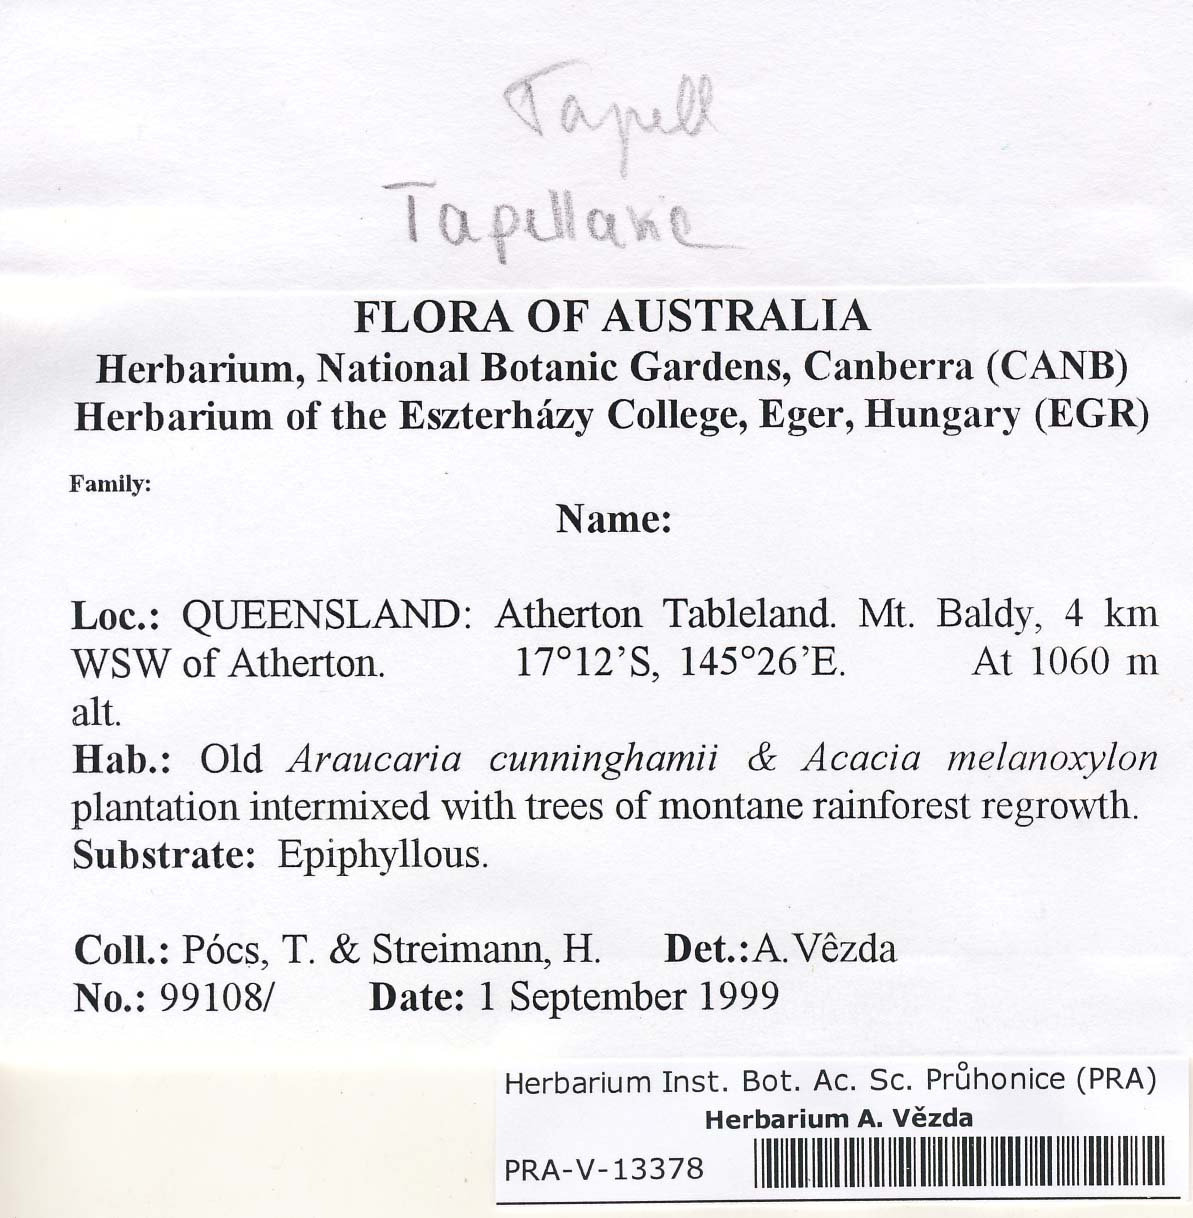 Tapell
Tapellarie
FLORA OF AUSTRALIA
Herbarium, National Botanic Gardens, Canberra (CANB)
Herbarium of the Eszterházy College, Eger, Hungary (EGR)
Family:
Name:
Loc.: QUEENSLAND: Atherton Tableland. Mt. Baldy, 4 km
WSW of Atherton. 17°12’S, 145°26’E. At 1060 m
alt.
Hab.: Old Araucaria cunninghamii & Acacia melanoxylon
plantation intermixed with trees of montane rainforest regrowth.
Substrate: Epiphyllous.
Coll.: Pócs, T. & Streimann, H. Det.:A. Vêzda
No.: 99108/ Date: 1 September 1999
Herbarium Inst. Bot. Ac. Sc. Průhonice (PRA)
Herbarium A. Vězda
PRA-V-13378